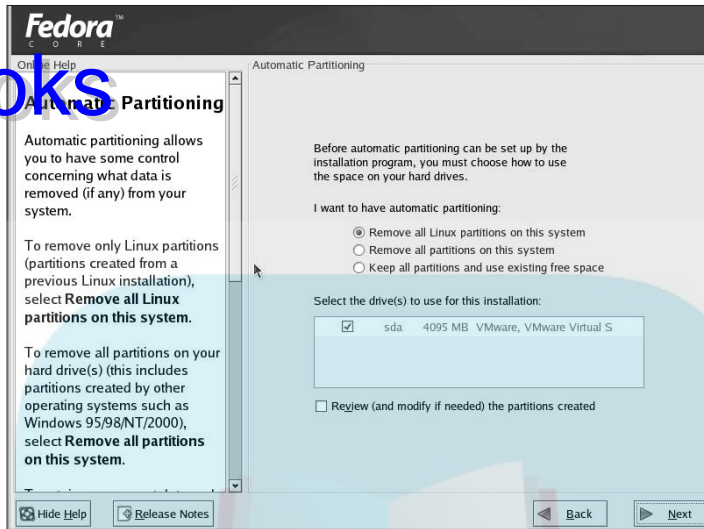 Fedora™
CORE
Online Help
oks
Automatic Partitioning
Automatic partitioning allows
you to have some control
concerning what data is
removed (if any) from your
system.
To remove only Linux partitions
(partitions created from a
previous Linux installation),
select Remove all Linux
partitions on this system.
To remove all partitions on your
hard drive(s) (this includes
partitions created by other
operating systems such as
Windows 95/98/NT/2000),
select Remove all partitions
on this system.
Hide Help
Release Notes
Automatic Partitioning
Before automatic partitioning can be set up by the
installation program, you must choose how to use
the space on your hard drives.
I want to have automatic partitioning:
Remove all Linux partitions on this system
Remove all partitions on this system
Keep all partitions and use existing free space
Select the drive(s) to use for this installation:
sda 4095 MB VMware, VMware Virtual S
Review (and modify if needed) the partitions created
Back
Next